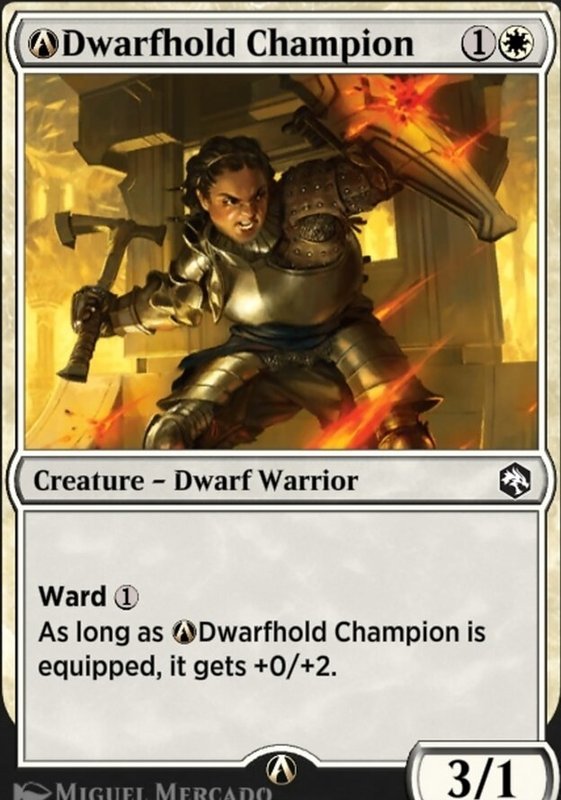 Dwarfhold Champion 1
Creature – Dwarf Warrior
Ward 1
As long as Dwarfhold Champion is
equipped, it gets +0/+2.
3/1
MIGUEL MERCADO